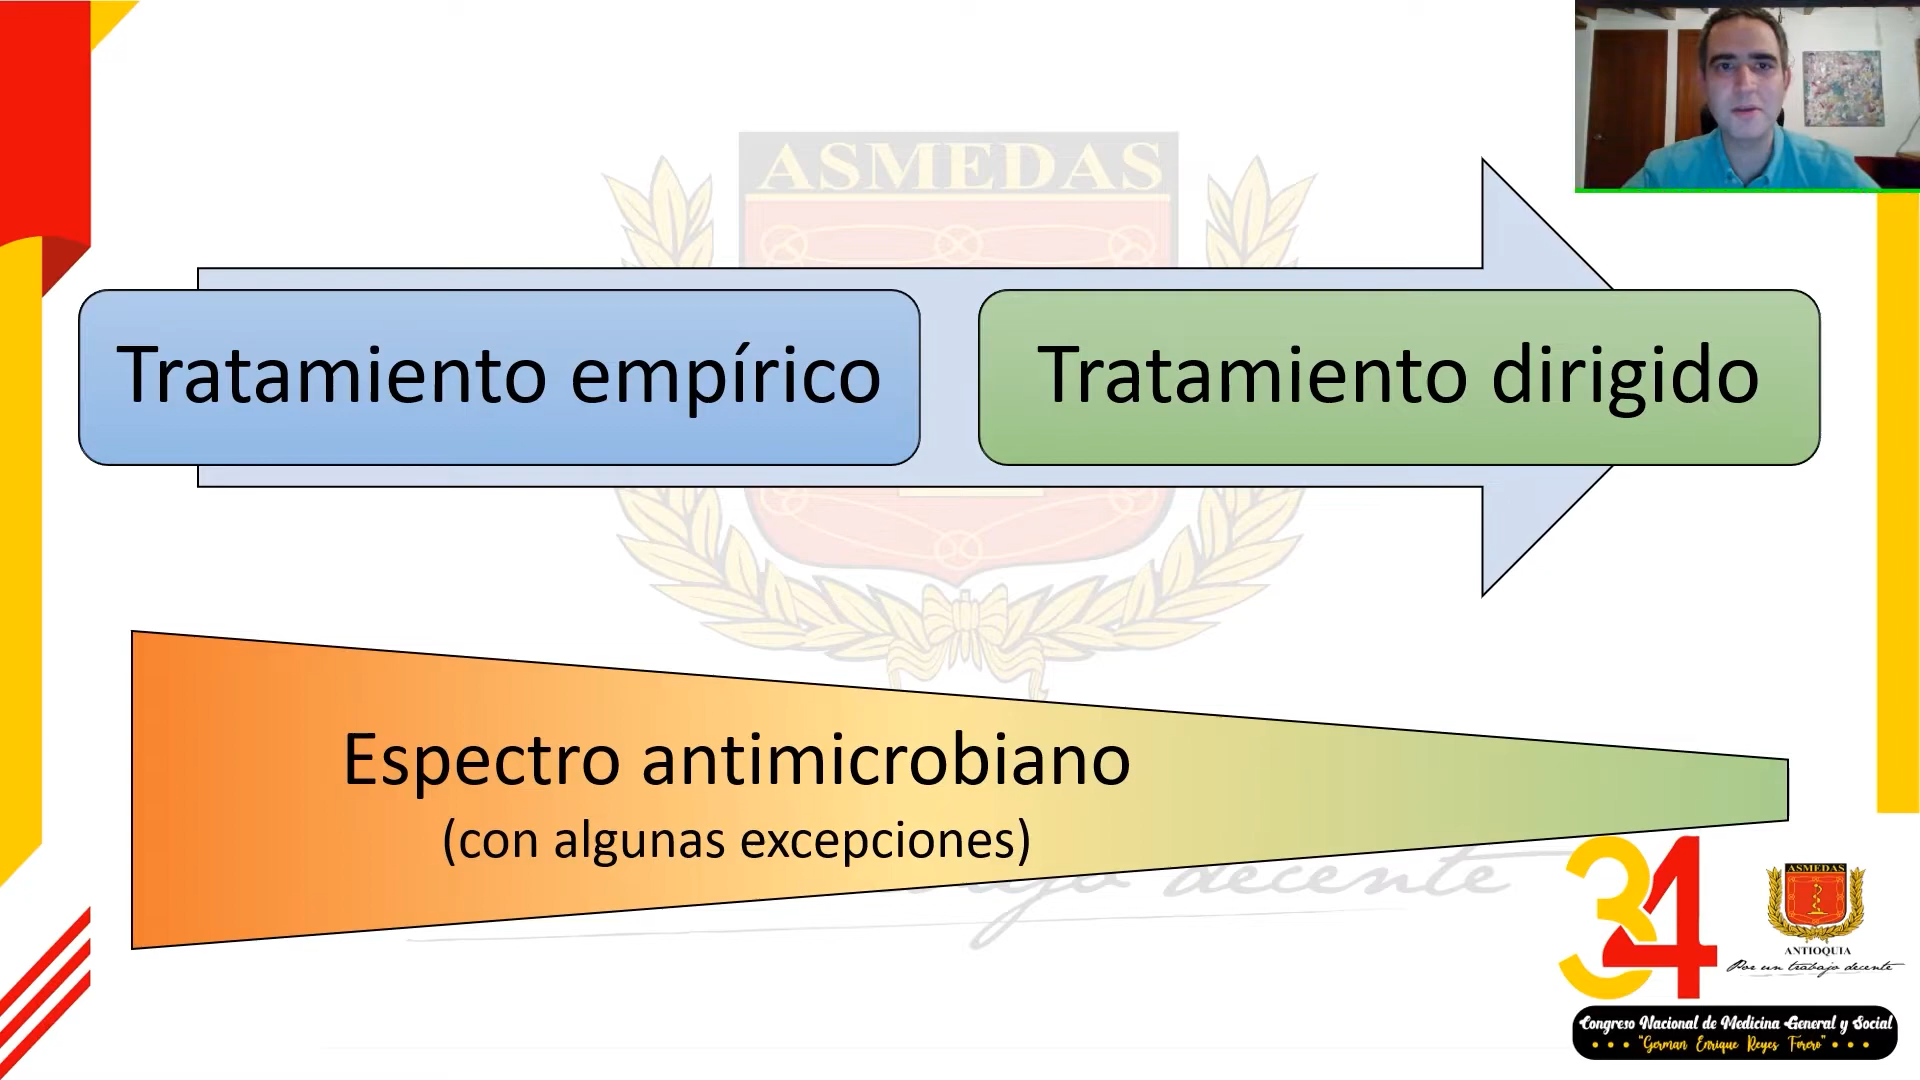 ASMEDAS
Tratamiento empírico
Tratamiento dirigido
Espectro antimicrobiano
(con algunas excepciones)
decente
34
ASMEDAS
ANTIOQUIA
Por un trabajo decente
Congreso Nacional de Medicina General y Social
"German Enrique Reyes Forero"